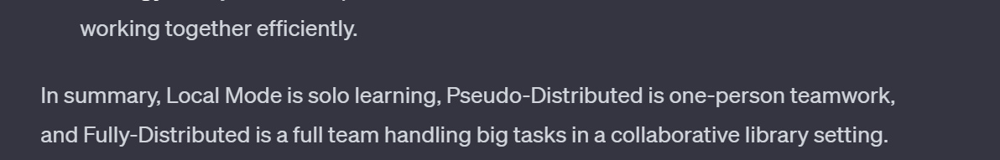 working together efficiently.
In summary, Local Mode is solo learning, Pseudo-Distributed is one-person teamwork,
and Fully-Distributed is a full team handling big tasks in a collaborative library setting.